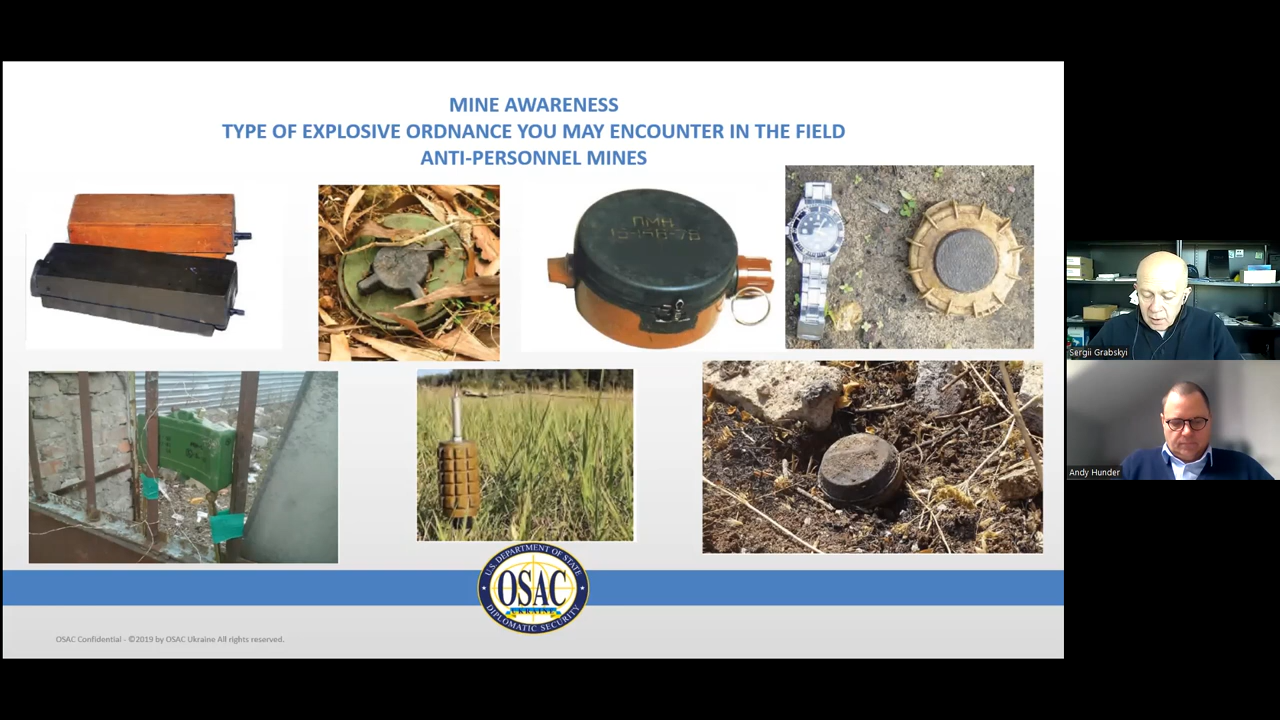 MINE AWARENESS
TYPE OF EXPLOSIVE ORDNANCE YOU MAY ENCOUNTER IN THE FIELD
ANTI-PERSONNEL MINES
ПМН
Sergii Grabskyi
Andy Hunder
U.S. DEPARTMENT OF STATE
OSAC
UKRAINE
DIPLOMATIC SECURITY
OSAC Confidential - ©2019 by OSAC Ukraine All rights reserved.